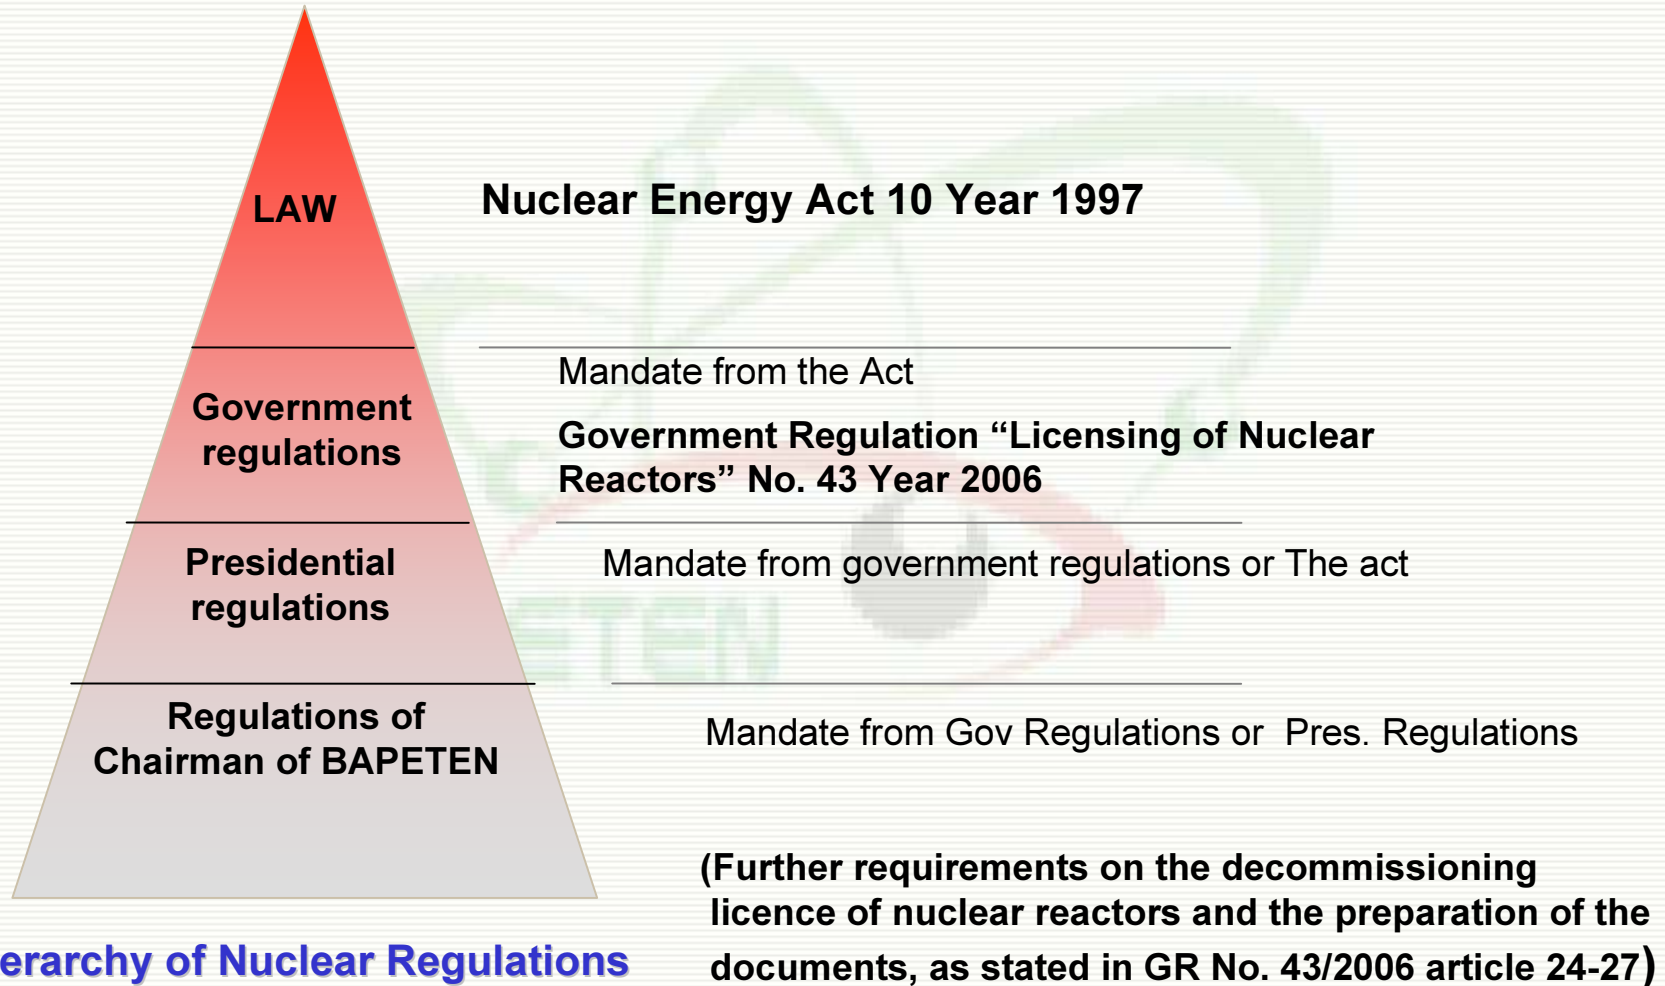 LAW
Nuclear Energy Act 10 Year 1997
Government
regulations
Mandate from the Act
Government Regulation “Licensing of Nuclear
Reactors” No. 43 Year 2006
Presidential
regulations
Mandate from government regulations or The act
Regulations of
Chairman of BAPETEN
Mandate from Gov Regulations or Pres. Regulations
(Further requirements on the decommissioning
licence of nuclear reactors and the preparation of the
documents, as stated in GR No. 43/2006 article 24-27)
erarchy of Nuclear Regulations